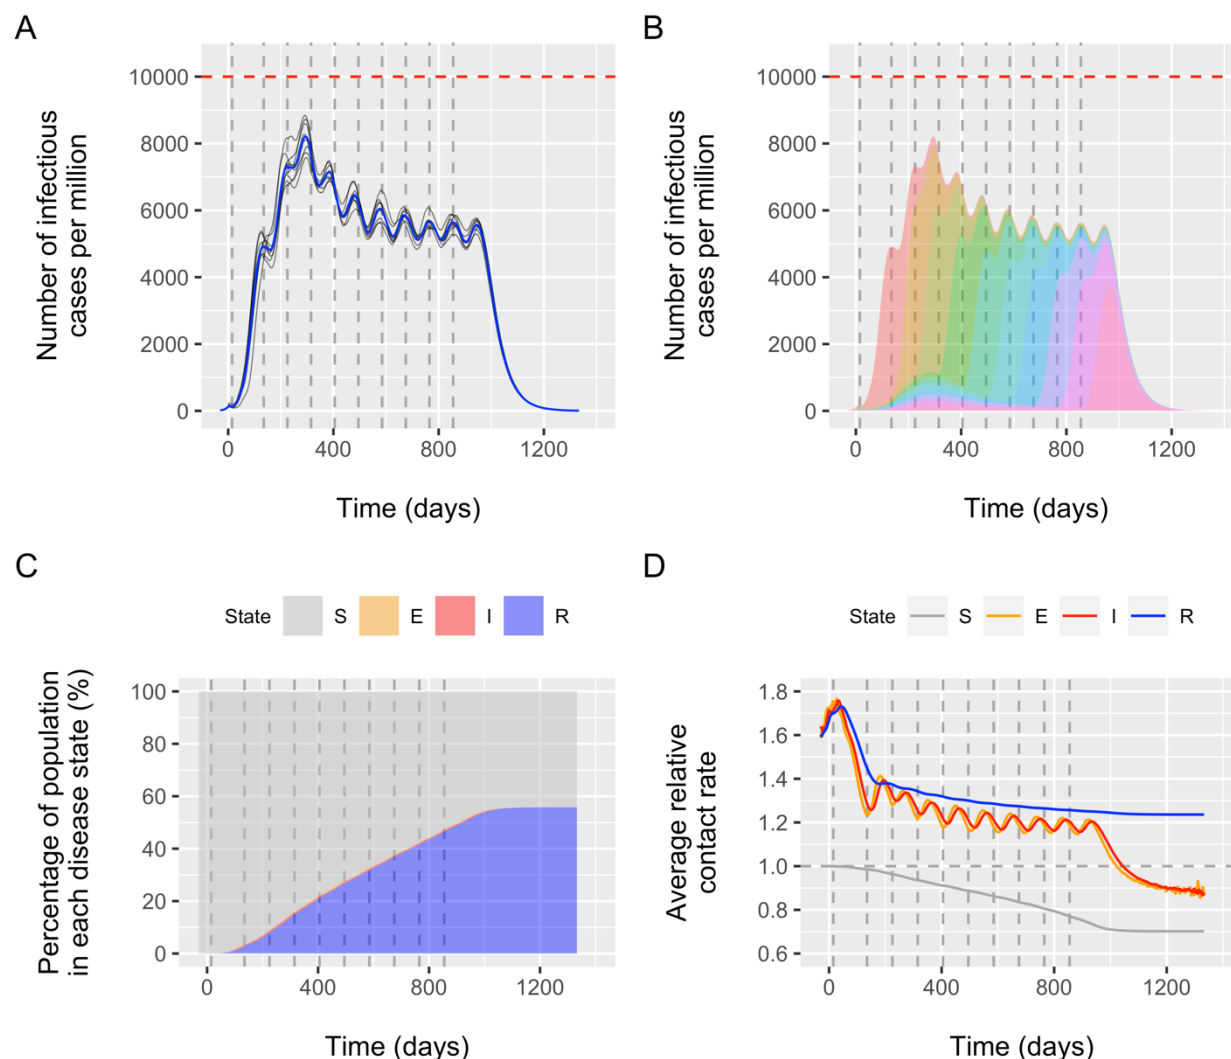 A
Number of infectious
cases per million
10000
8000
6000
4000
2000
0
0 400 800 1200
Time (days)
B
Number of infectious
cases per million
10000
8000
6000
4000
2000
0
0 400 800 1200
Time (days)
C
State S E I R
Percentage of population
in each disease state (%)
100
80
60
40
20
0
0 400 800 1200
Time (days)
D
State S E I R
Average relative
contact rate
1.8
1.6
1.4
1.2
1.0
0.8
0.6
0 400 800 1200
Time (days)